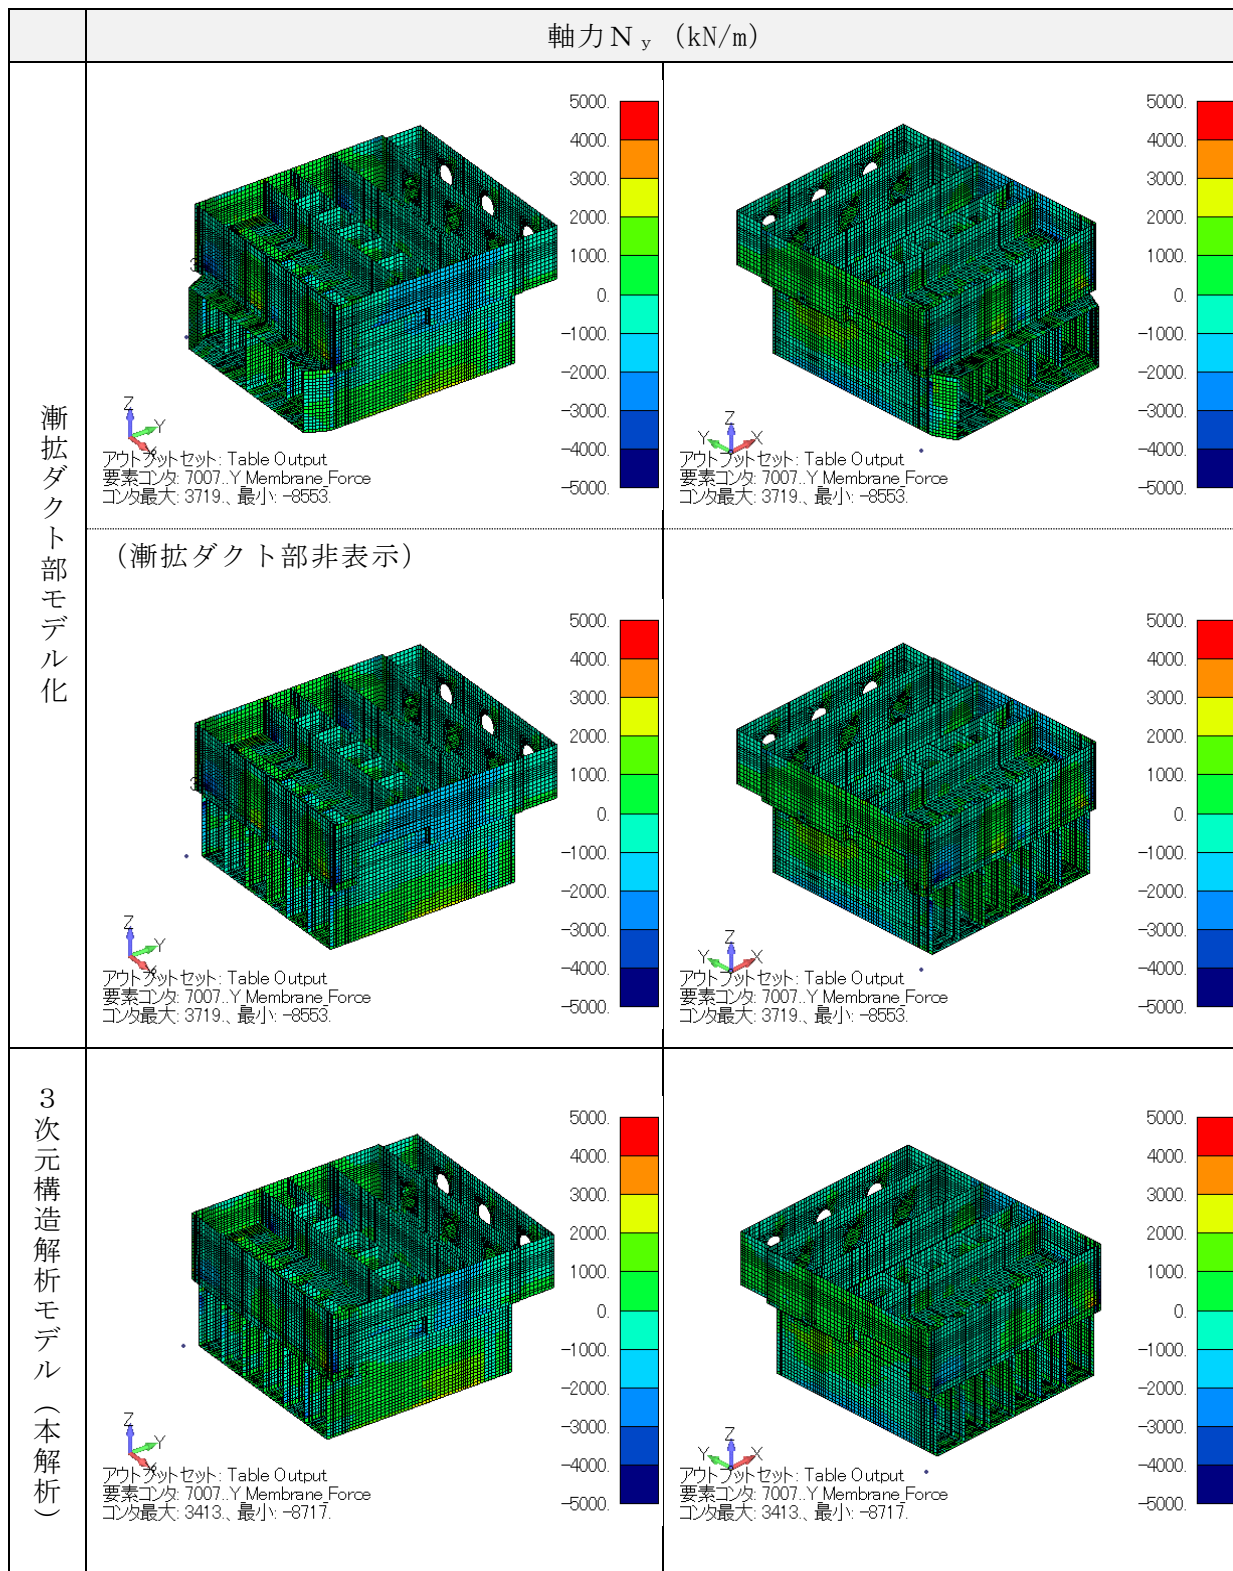 軸力Ｎｙ (kN/m)
漸拡ダクト部モデル化
5000.
4000.
3000.
2000.
1000.
0.
-1000.
-2000.
-3000.
-4000.
-5000.
3
Z
Y
X
アウトプットセット: Table Output
要素コンタ: 7007..Y Membrane Force
コンタ最大: 3719.、最小: -8553.
5000.
4000.
3000.
2000.
1000.
0.
-1000.
-2000.
-3000.
-4000.
-5000.
Z
Y
X
アウトプットセット: Table Output
要素コンタ: 7007..Y Membrane Force
コンタ最大: 3719.、最小: -8553.
(漸拡ダクト部非表示)
5000.
4000.
3000.
2000.
1000.
0.
-1000.
-2000.
-3000.
-4000.
-5000.
3
Z
Y
X
アウトプットセット: Table Output
要素コンタ: 7007..Y Membrane Force
コンタ最大: 3719.、最小: -8553.
5000.
4000.
3000.
2000.
1000.
0.
-1000.
-2000.
-3000.
-4000.
-5000.
Z
Y
X
アウトプットセット: Table Output
要素コンタ: 7007..Y Membrane Force
コンタ最大: 3719.、最小: -8553.
３次元構造解析モデル（本解析）
5000.
4000.
3000.
2000.
1000.
0.
-1000.
-2000.
-3000.
-4000.
-5000.
Z
Y
X
アウトプットセット: Table Output
要素コンタ: 7007..Y Membrane Force
コンタ最大: 3413.、最小: -8717.
5000.
4000.
3000.
2000.
1000.
0.
-1000.
-2000.
-3000.
-4000.
-5000.
Z
Y
X
アウトプットセット: Table Output
要素コンタ: 7007..Y Membrane Force
コンタ最大: 3413.、最小: -8717.